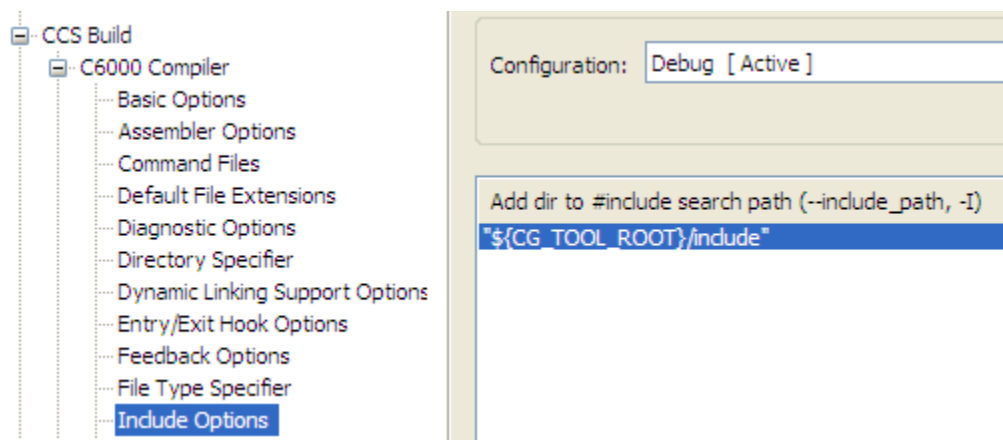 CCS Build
C6000 Compiler
Basic Options
Assembler Options
Command Files
Default File Extensions
Diagnostic Options
Directory Specifier
Dynamic Linking Support Options
Entry/Exit Hook Options
Feedback Options
File Type Specifier
Include Options
Configuration: Debug [ Active ]
Add dir to #include search path (--include_path, -I)
"${CG_TOOL_ROOT}/include"